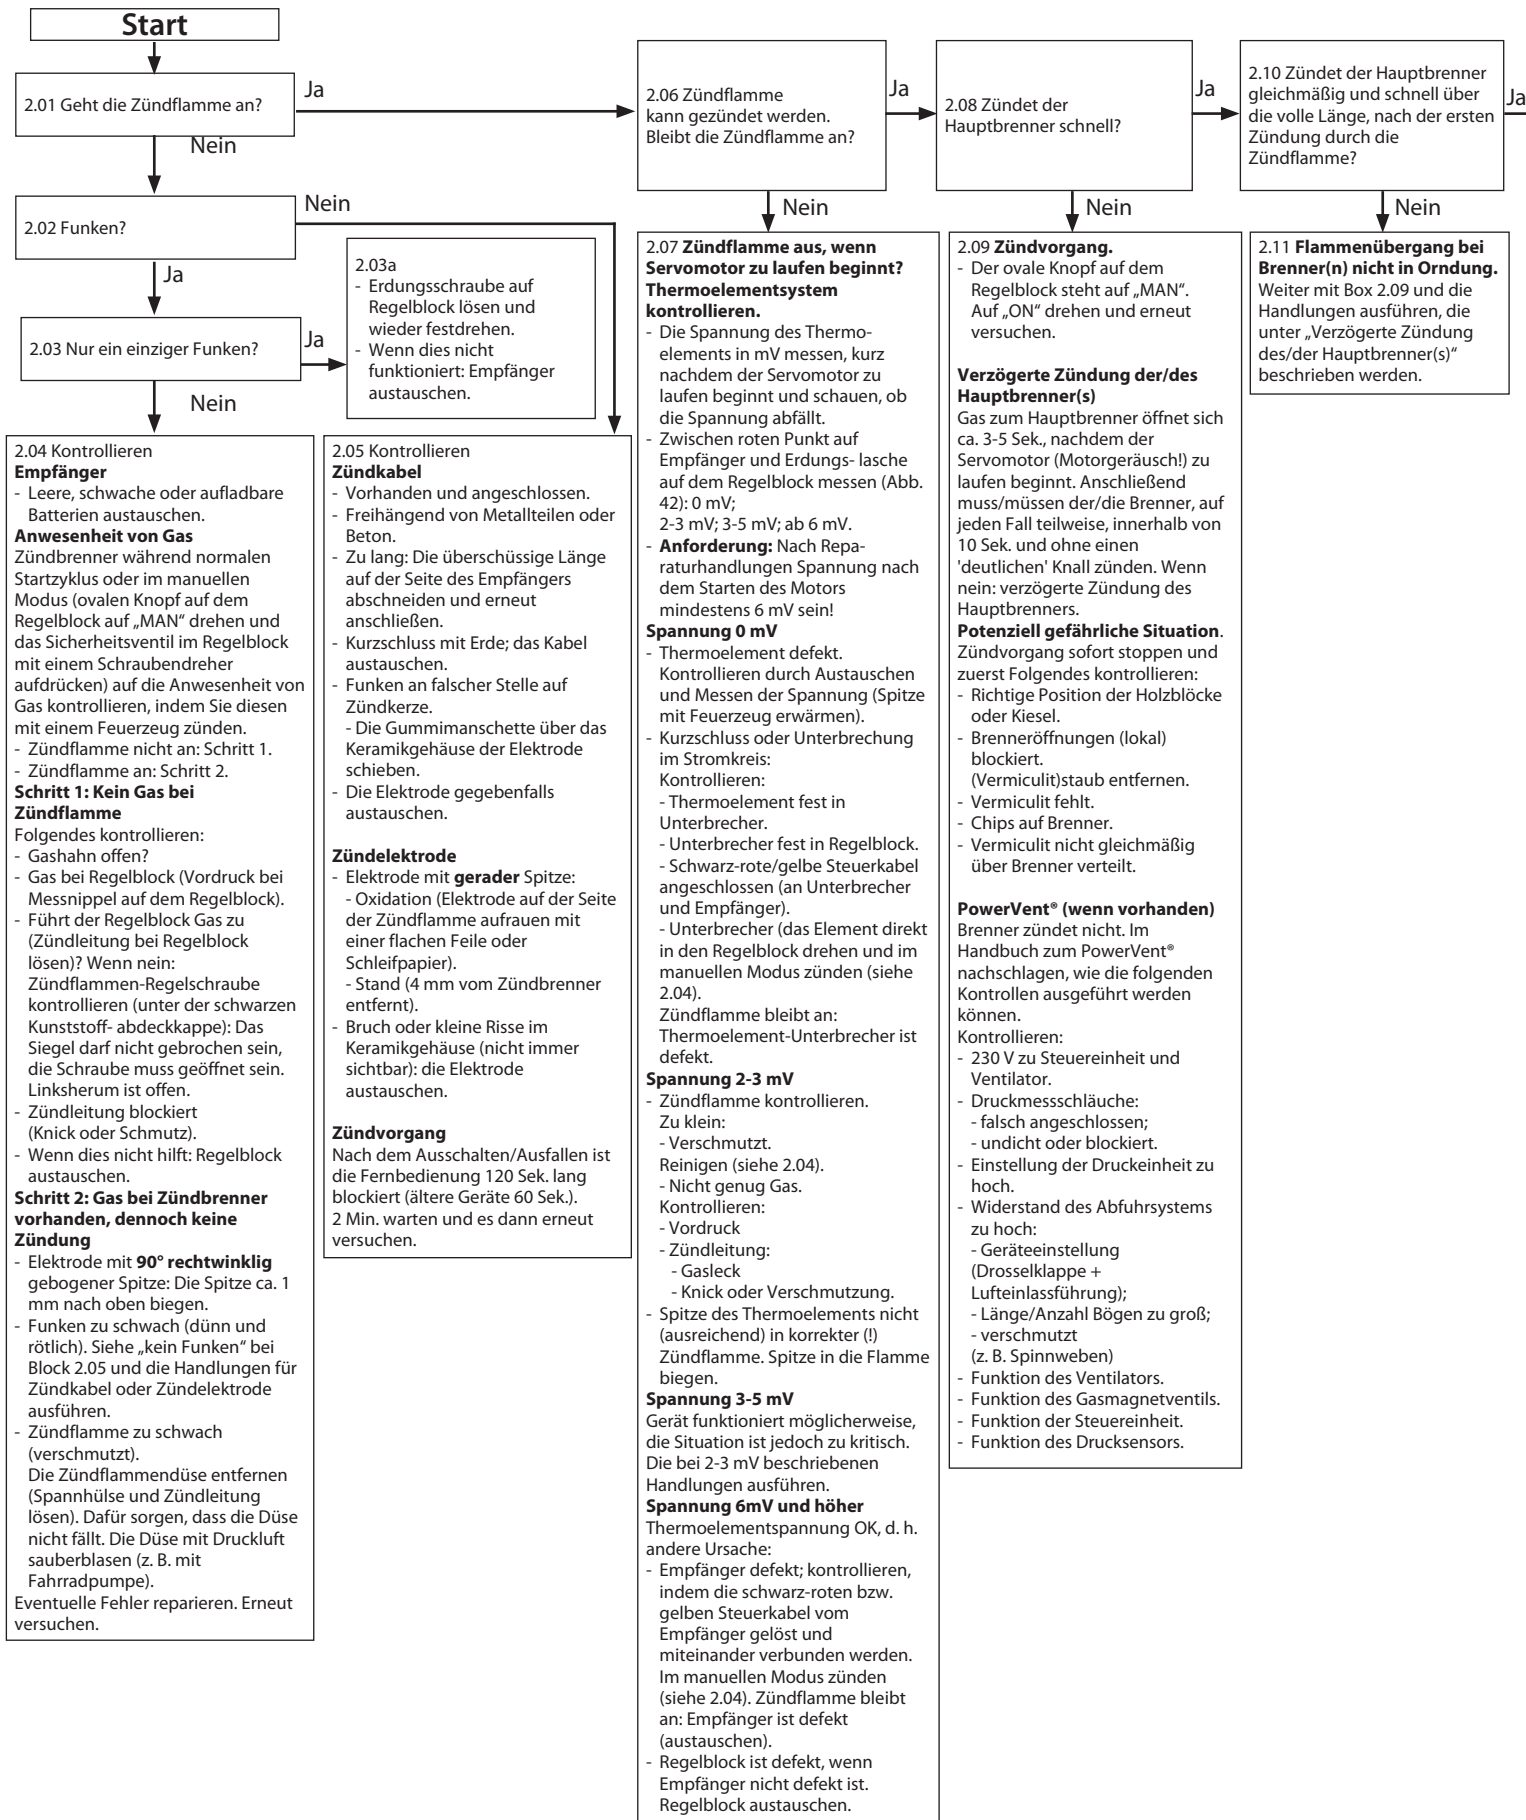 Start
2.01 Geht die Zündflamme an?
Ja
Nein
2.02 Funken?
Nein
Ja
2.03 Nur ein einziger Funken?
Ja
Nein
2.03a
- Erdungsschraube auf
Regelblock lösen und
wieder festdrehen.
- Wenn dies nicht
funktioniert: Empfänger
austauschen.
2.04 Kontrollieren
Empfänger
- Leere, schwache oder aufladbare
Batterien austauschen.
Anwesenheit von Gas
Zündbrenner während normalen
Startzyklus oder im manuellen
Modus (ovalen Knopf auf dem
Regelblock auf „MAN“ drehen und
das Sicherheitsventil im Regelblock
mit einem Schraubendreher
aufdrücken) auf die Anwesenheit von
Gas kontrollieren, indem Sie diesen
mit einem Feuerzeug zünden.
- Zündflamme nicht an: Schritt 1.
- Zündflamme an: Schritt 2.
Schritt 1: Kein Gas bei
Zündflamme
Folgendes kontrollieren:
- Gashahn offen?
- Gas bei Regelblock (Vordruck bei
Messnippel auf dem Regelblock).
- Führt der Regelblock Gas zu
(Zündleitung bei Regelblock
lösen)? Wenn nein:
Zündflammen-Regelschraube
kontrollieren (unter der schwarzen
Kunststoff- abdeckkappe): Das
Siegel darf nicht gebrochen sein,
die Schraube muss geöffnet sein.
Linksherum ist offen.
- Zündleitung blockiert
(Knick oder Schmutz).
- Wenn dies nicht hilft: Regelblock
austauschen.
Schritt 2: Gas bei Zündbrenner
vorhanden, dennoch keine
Zündung
- Elektrode mit 90° rechtwinklig
gebogener Spitze: Die Spitze ca. 1
mm nach oben biegen.
- Funken zu schwach (dünn und
rötlich). Siehe „kein Funken“ bei
Block 2.05 und die Handlungen für
Zündkabel oder Zündelektrode
ausführen.
- Zündflamme zu schwach
(verschmutzt).
Die Zündflammendüse entfernen
(Spannhülse und Zündleitung
lösen). Dafür sorgen, dass die Düse
nicht fällt. Die Düse mit Druckluft
sauberblasen (z. B. mit
Fahrradpumpe).
Eventuelle Fehler reparieren. Erneut
versuchen.
2.05 Kontrollieren
Zündkabel
- Vorhanden und angeschlossen.
- Freihängend von Metallteilen oder
Beton.
- Zu lang: Die überschüssige Länge
auf der Seite des Empfängers
abschneiden und erneut
anschließen.
- Kurzschluss mit Erde; das Kabel
austauschen.
- Funken an falscher Stelle auf
Zündkerze.
- Die Gummimanschette über das
Keramikgehäuse der Elektrode
schieben.
- Die Elektrode gegebenfalls
austauschen.
Zündelektrode
- Elektrode mit gerader Spitze:
- Oxidation (Elektrode auf der Seite
der Zündflamme aufrauen mit
einer flachen Feile oder
Schleifpapier).
- Stand (4 mm vom Zündbrenner
entfernt).
- Bruch oder kleine Risse im
Keramikgehäuse (nicht immer
sichtbar): die Elektrode
austauschen.
Zündvorgang
Nach dem Ausschalten/Ausfallen ist
die Fernbedienung 120 Sek. lang
blockiert (ältere Geräte 60 Sek.).
2 Min. warten und es dann erneut
versuchen.
2.06 Zündflamme
kann gezündet werden.
Bleibt die Zündflamme an?
Ja
Nein
2.07 Zündflamme aus, wenn
Servomotor zu laufen beginnt?
Thermoelementsystem
kontrollieren.
- Die Spannung des Thermo-
elements in mV messen, kurz
nachdem der Servomotor zu
laufen beginnt und schauen, ob
die Spannung abfällt.
- Zwischen roten Punkt auf
Empfänger und Erdungs- lasche
auf dem Regelblock messen (Abb.
42): 0 mV;
2-3 mV; 3-5 mV; ab 6 mV.
- Anforderung: Nach Repa-
raturhandlungen Spannung nach
dem Starten des Motors
mindestens 6 mV sein!
Spannung 0 mV
- Thermoelement defekt.
Kontrollieren durch Austauschen
und Messen der Spannung (Spitze
mit Feuerzeug erwärmen).
- Kurzschluss oder Unterbrechung
im Stromkreis:
Kontrollieren:
- Thermoelement fest in
Unterbrecher.
- Unterbrecher fest in Regelblock.
- Schwarz-rote/gelbe Steuerkabel
angeschlossen (an Unterbrecher
und Empfänger).
- Unterbrecher (das Element direkt
in den Regelblock drehen und im
manuellen Modus zünden (siehe
2.04).
Zündflamme bleibt an:
Thermoelement-Unterbrecher ist
defekt.
Spannung 2-3 mV
- Zündflamme kontrollieren.
Zu klein:
- Verschmutzt.
Reinigen (siehe 2.04).
- Nicht genug Gas.
Kontrollieren:
- Vordruck
- Zündleitung:
- Gasleck
- Knick oder Verschmutzung.
- Spitze des Thermoelements nicht
(ausreichend) in korrekter (!)
Zündflamme. Spitze in die Flamme
biegen.
Spannung 3-5 mV
Gerät funktioniert möglicherweise,
die Situation ist jedoch zu kritisch.
Die bei 2-3 mV beschriebenen
Handlungen ausführen.
Spannung 6mV und höher
Thermoelementspannung OK, d. h.
andere Ursache:
- Empfänger defekt; kontrollieren,
indem die schwarz-roten bzw.
gelben Steuerkabel vom
Empfänger gelöst und
miteinander verbunden werden.
Im manuellen Modus zünden
(siehe 2.04). Zündflamme bleibt
an: Empfänger ist defekt
(austauschen).
- Regelblock ist defekt, wenn
Empfänger nicht defekt ist.
Regelblock austauschen.
2.08 Zündet der
Hauptbrenner schnell?
Ja
Nein
2.09 Zündvorgang.
- Der ovale Knopf auf dem
Regelblock steht auf „MAN“.
Auf „ON“ drehen und erneut
versuchen.
Verzögerte Zündung der/des
Hauptbrenner(s)
Gas zum Hauptbrenner öffnet sich
ca. 3-5 Sek., nachdem der
Servomotor (Motorgeräusch!) zu
laufen beginnt. Anschließend
muss/müssen der/die Brenner, auf
jeden Fall teilweise, innerhalb von
10 Sek. und ohne einen
'deutlichen' Knall zünden. Wenn
nein: verzögerte Zündung des
Hauptbrenners.
Potenziell gefährliche Situation.
Zündvorgang sofort stoppen und
zuerst Folgendes kontrollieren:
- Richtige Position der Holzblöcke
oder Kiesel.
- Brenneröffnungen (lokal)
blockiert.
(Vermiculit)staub entfernen.
- Vermiculit fehlt.
- Chips auf Brenner.
- Vermiculit nicht gleichmäßig
über Brenner verteilt.
PowerVent® (wenn vorhanden)
Brenner zündet nicht. Im
Handbuch zum PowerVent®
nachschlagen, wie die folgenden
Kontrollen ausgeführt werden
können.
Kontrollieren:
- 230 V zu Steuereinheit und
Ventilator.
- Druckmessschläuche:
- falsch angeschlossen;
- undicht oder blockiert.
- Einstellung der Druckeinheit zu
hoch.
- Widerstand des Abfuhrsystems
zu hoch:
- Geräteeinstellung
(Drosselklappe +
Lufteinlassführung);
- Länge/Anzahl Bögen zu groß;
- verschmutzt
(z. B. Spinnweben)
- Funktion des Ventilators.
- Funktion des Gasmagnetventils.
- Funktion der Steuereinheit.
- Funktion des Drucksensors.
2.10 Zündet der Hauptbrenner
gleichmäßig und schnell über
die volle Länge, nach der ersten
Zündung durch die
Zündflamme?
Ja
Nein
2.11 Flammenübergang bei
Brenner(n) nicht in Orndung.
Weiter mit Box 2.09 und die
Handlungen ausführen, die
unter „Verzögerte Zündung
des/der Hauptbrenner(s)“
beschrieben werden.